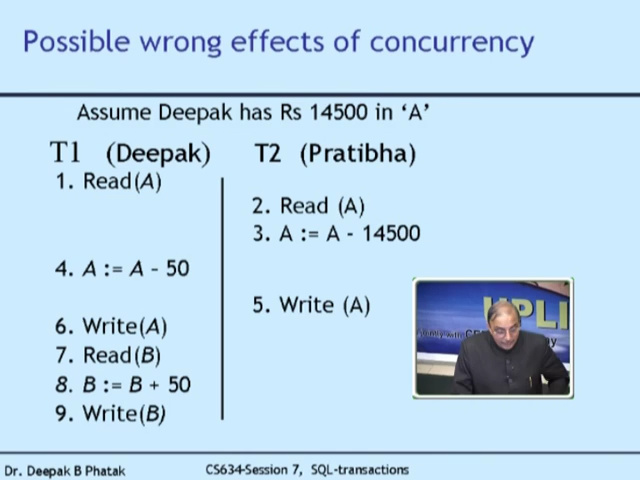 Possible wrong effects of concurrency
Assume Deepak has Rs 14500 in ‘A’
T1 (Deepak) T2 (Pratibha)
1. Read(A)
2. Read (A)
3. A := A - 14500
4. A := A - 50
5. Write (A)
6. Write(A)
7. Read(B)
8. B := B + 50
9. Write(B)
Dr. Deepak B Phatak CS634-Session 7, SQL-transactions